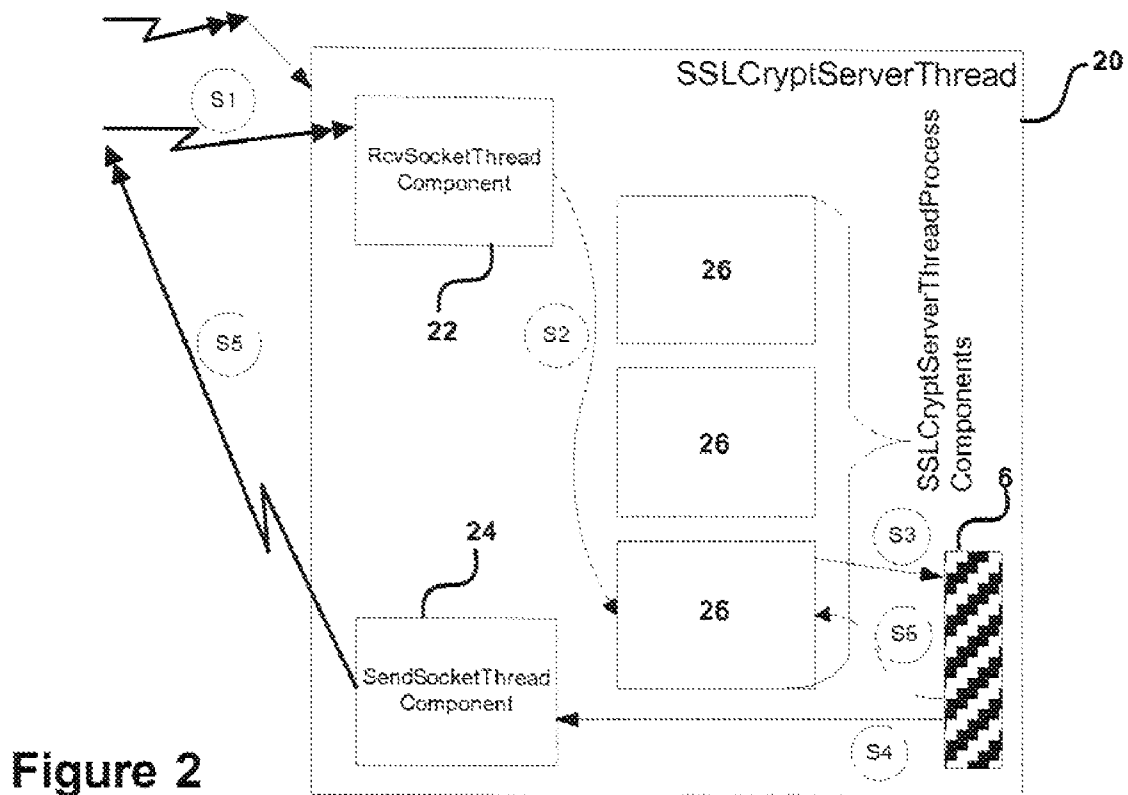 SSLCryptServerThread
20
S1
RcvSocketThread
Component
SSLCryptServerThreadProcess
Components
26
22
S2
S5
26
6
24
S3
26
S5
SendSocketThread
Component
S4
Figure 2